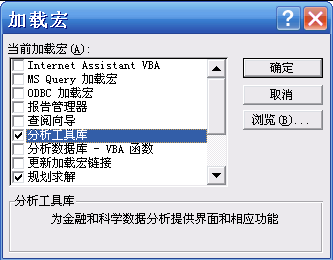 加载宏
当前加载宏(A):
Internet Assistant VBA
MS Query 加载宏
ODBC 加载宏
报告管理器
查阅向导
分析工具库
分析数据库 - VBA 函数
更新加载宏链接
规划求解
确定
取消
浏览(B)...
分析工具库
为金融和科学数据分析提供界面和相应功能